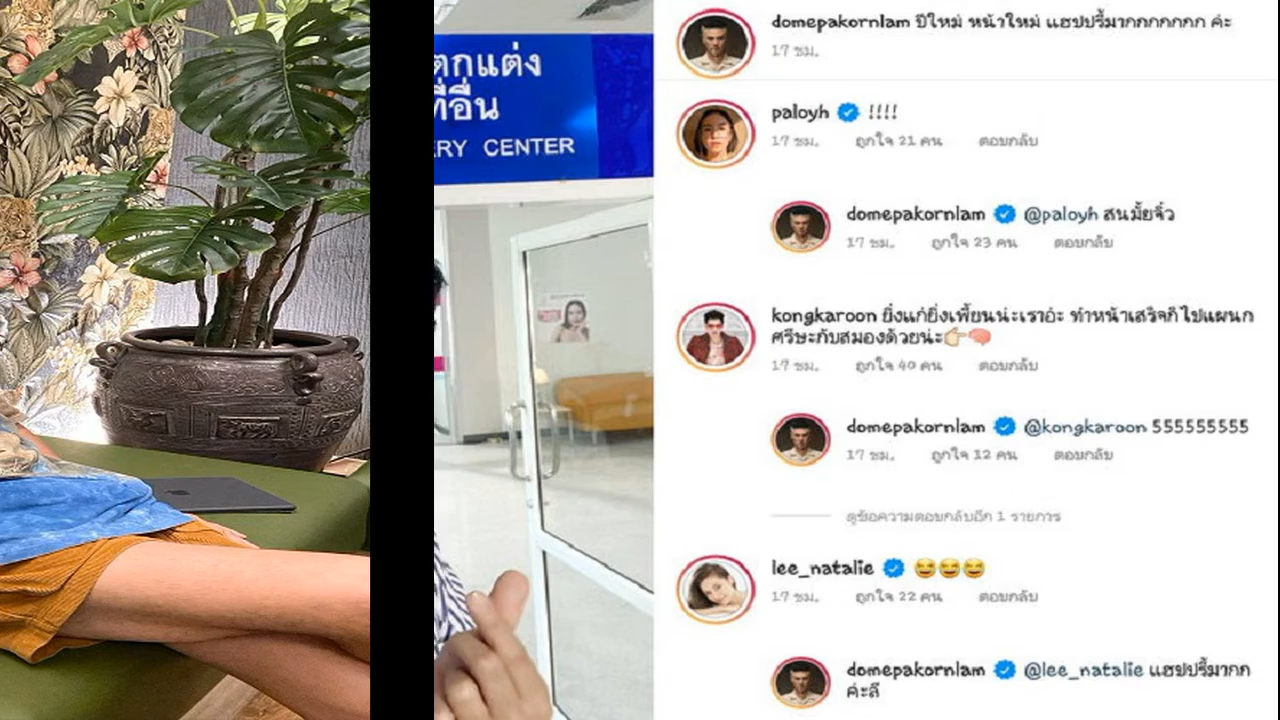 ตกแต่ง
ที่อื่น
ERY CENTER
domepakornlam ปีใหม่ หน้าใหม่ แฮปปรี้มากกกกกกก ค่ะ
17 ชม.
paloyh !!!!
17 ชม. ถูกใจ 21 คน ตอบกลับ
domepakornlam @paloyh สนมั้ยจิ๋ว
17 ชม. ถูกใจ 23 คน ตอบกลับ
kongkaroon ยิ่งแก่ยิ่งเพี้ยนน่ะเราอ่ะ ทำหน้าเสร็จก็ไปแผนก
ศรีษะกับสมองด้วยน่ะ👉🏼🧠
17 ชม. ถูกใจ 40 คน ตอบกลับ
domepakornlam @kongkaroon 5555555555
17 ชม. ถูกใจ 12 คน ตอบกลับ
ดูข้อความตอบกลับอีก 1 รายการ
lee_natalie 😂😂😂
17 ชม. ถูกใจ 22 คน ตอบกลับ
domepakornlam @lee_natalie แฮปปรี้มากก
ค่ะลี